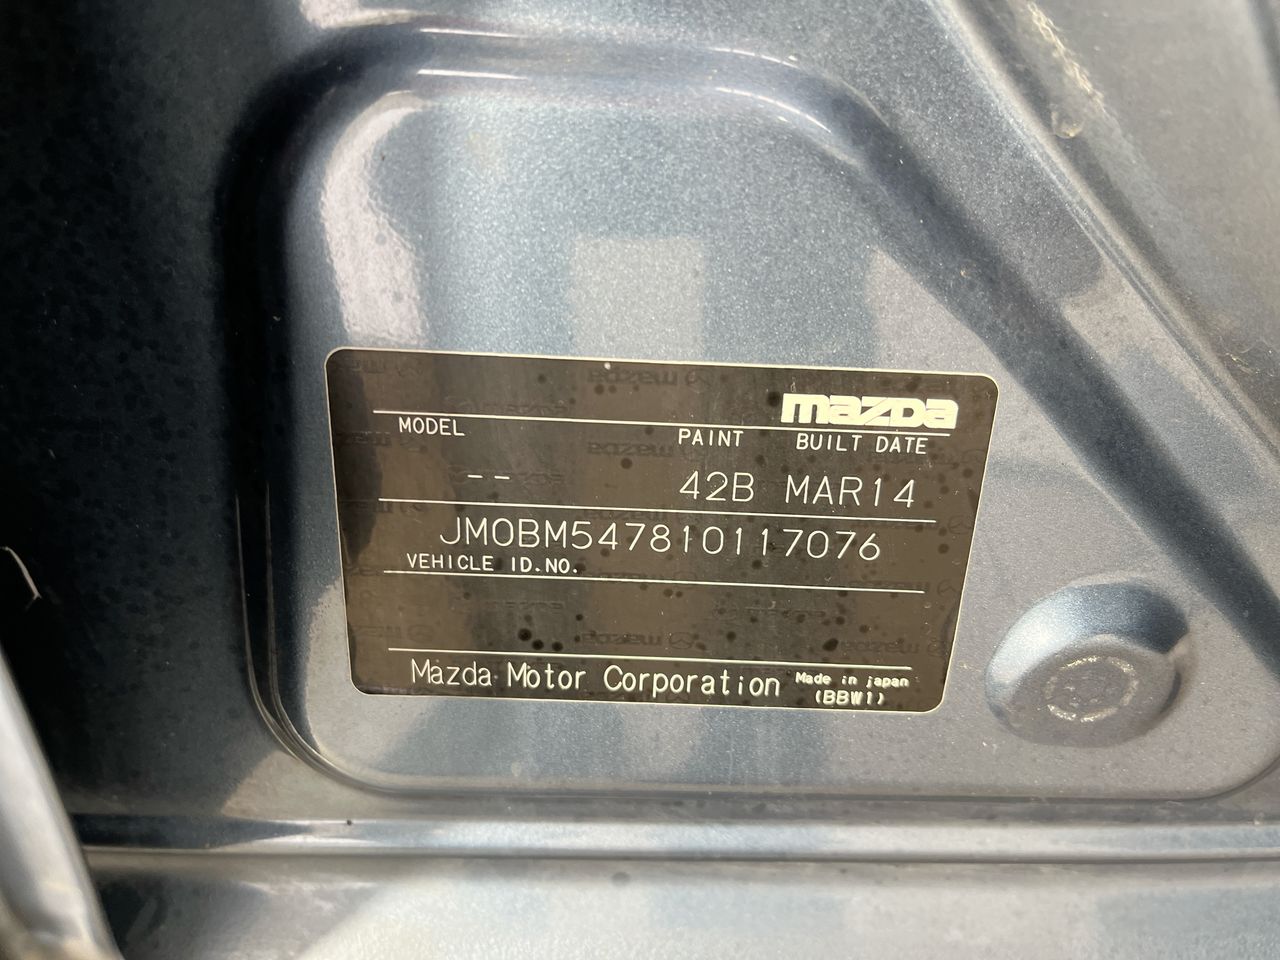 mazda
MODEL PAINT BUILT DATE
-- 42B MAR14
JM0BM547810117076
VEHICLE ID.NO.
Mazda Motor Corporation Made in japan
(BBW1)